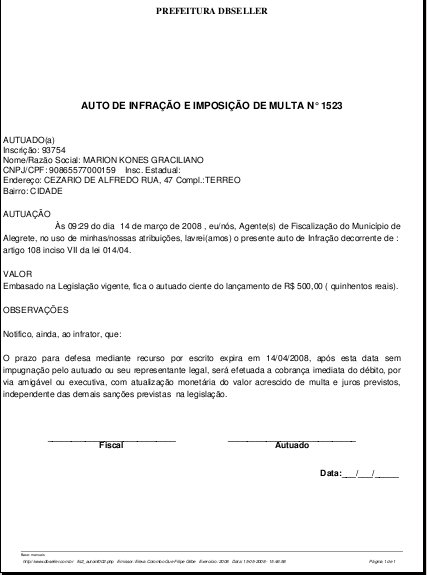 PREFEITURA DBSELLER
AUTO DE INFRAÇÃO E IMPOSIÇÃO DE MULTA N° 1523
AUTUADO(a)
Inscrição: 93754
Nome/Razão Social: MARION KONES GRACILIANO
CNPJ/CPF: 90865577000159 Insc. Estadual:
Endereço: CEZARIO DE ALFREDO RUA, 47 Compl.:TERREO
Bairro: CIDADE
AUTUAÇÃO
Às 09:29 do dia 14 de março de 2008 , eu/nós, Agente(s) de Fiscalização do Município de
Alegrete, no uso de minhas/nossas atribuições, lavrei(amos) o presente auto de Infração decorrente de :
artigo 108 inciso VII da lei 014/04.
VALOR
Embasado na Legislação vigente, fica o autuado ciente do lançamento de R$ 500,00 ( quinhentos reais).
OBSERVAÇÕES
Notifico, ainda, ao infrator, que:
O prazo para defesa mediante recurso por escrito expira em 14/04/2008, após esta data sem
impugnação pelo autuado ou seu representante legal, será efetuada a cobrança imediata do débito, por
via amigável ou executiva, com atualização monetária do valor acrescido de multa e juros previstos,
independente das demais sanções previstas na legislação.
Fiscal Autuado
Data:___/___/_____
Página 1 de 1